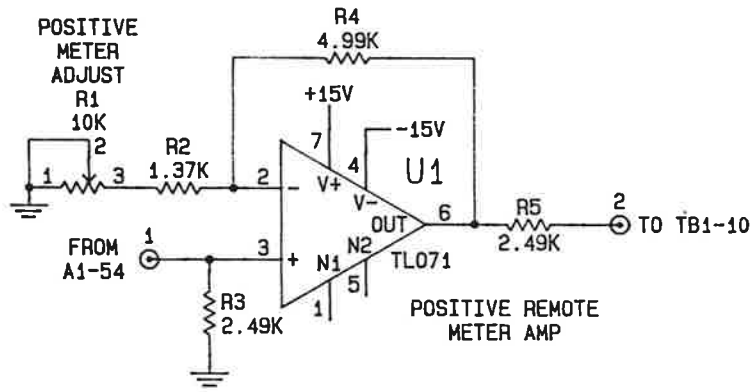 POSITIVE
METER
ADJUST
R1
10K
2
1
3
R2
1.37K
R4
4.99K
+15V
7
-15V
4
U1
2
-
V+
V-
OUT
6
R5
2.49K
2
TO TB1-10
FROM
A1-54
1
3
+
N1
N2
TL071
1
5
R3
2.49K
POSITIVE REMOTE
METER AMP